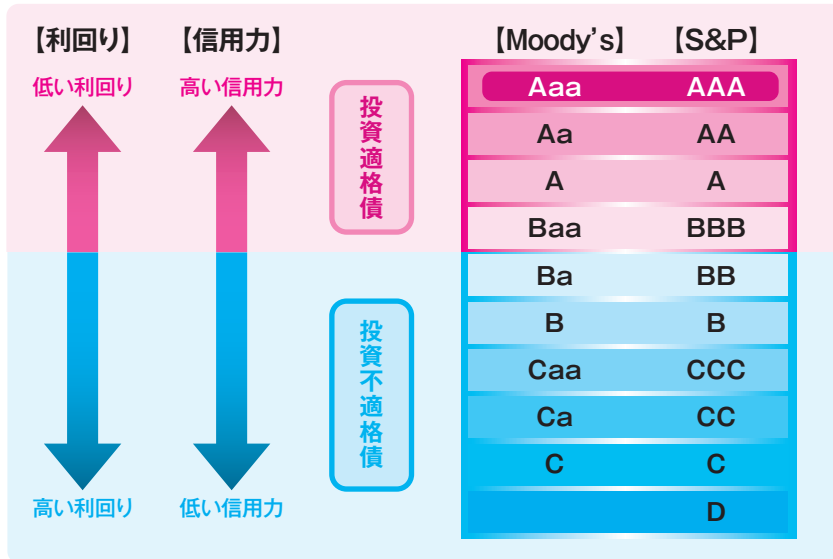 【利回り】 【信用力】 【Moody's】 【S&P】
低い利回り 高い信用力
投資適格債
Aaa AAA
Aa AA
A A
Baa BBB
投資不適格債
Ba BB
B B
Caa CCC
Ca CC
C C
D
高い利回り 低い信用力